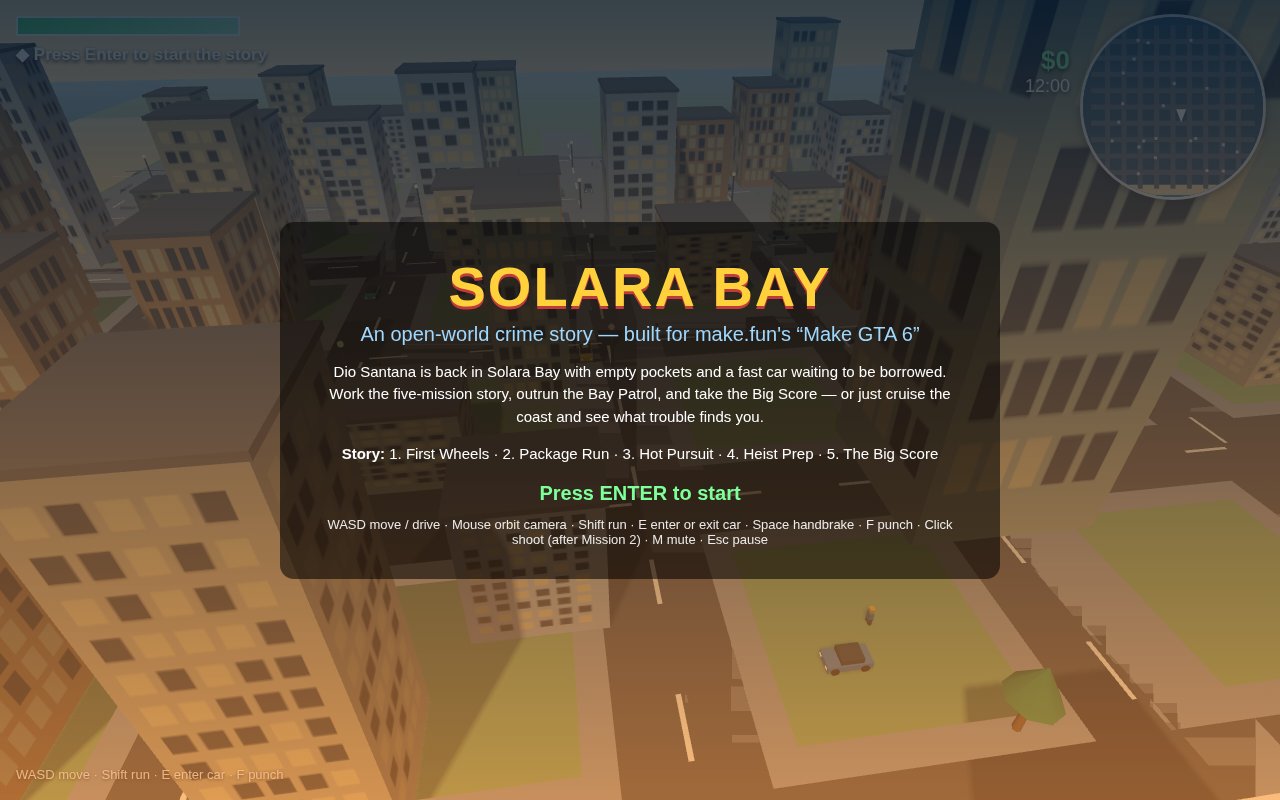 ◆ Press Enter to start the story
$0
12:00
SOLARA BAY
An open-world crime story — built for make.fun's “Make GTA 6”
Dio Santana is back in Solara Bay with empty pockets and a fast car waiting to be borrowed.
Work the five-mission story, outrun the Bay Patrol, and take the Big Score — or just cruise the
coast and see what trouble finds you.
Story: 1. First Wheels · 2. Package Run · 3. Hot Pursuit · 4. Heist Prep · 5. The Big Score
Press ENTER to start
WASD move / drive · Mouse orbit camera · Shift run · E enter or exit car · Space handbrake · F punch · Click
shoot (after Mission 2) · M mute · Esc pause
WASD move · Shift run · E enter car · F punch